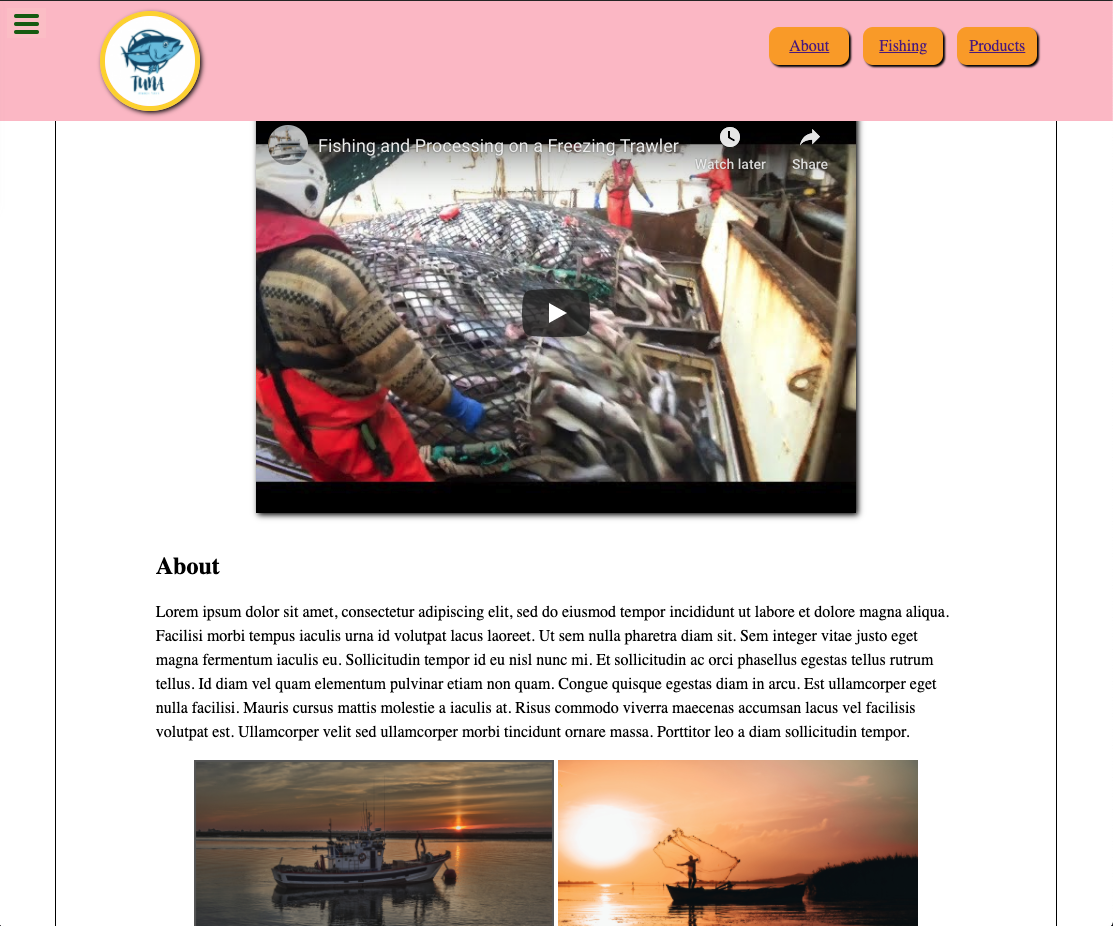 TUNA
About
Fishing
Products
Fishing and Processing on a Freezing Trawler
Watch later
Share
About
Lorem ipsum dolor sit amet, consectetur adipiscing elit, sed do eiusmod tempor incididunt ut labore et dolore magna aliqua.
Facilisi morbi tempus iaculis urna id volutpat lacus laoreet. Ut sem nulla pharetra diam sit. Sem integer vitae justo eget
magna fermentum iaculis eu. Sollicitudin tempor id eu nisl nunc mi. Et sollicitudin ac orci phasellus egestas tellus rutrum
tellus. Id diam vel quam elementum pulvinar etiam non quam. Congue quisque egestas diam in arcu. Est ullamcorper eget
nulla facilisi. Mauris cursus mattis molestie a iaculis at. Risus commodo viverra maecenas accumsan lacus vel facilisis
volutpat est. Ullamcorper velit sed ullamcorper morbi tincidunt ornare massa. Porttitor leo a diam sollicitudin tempor.